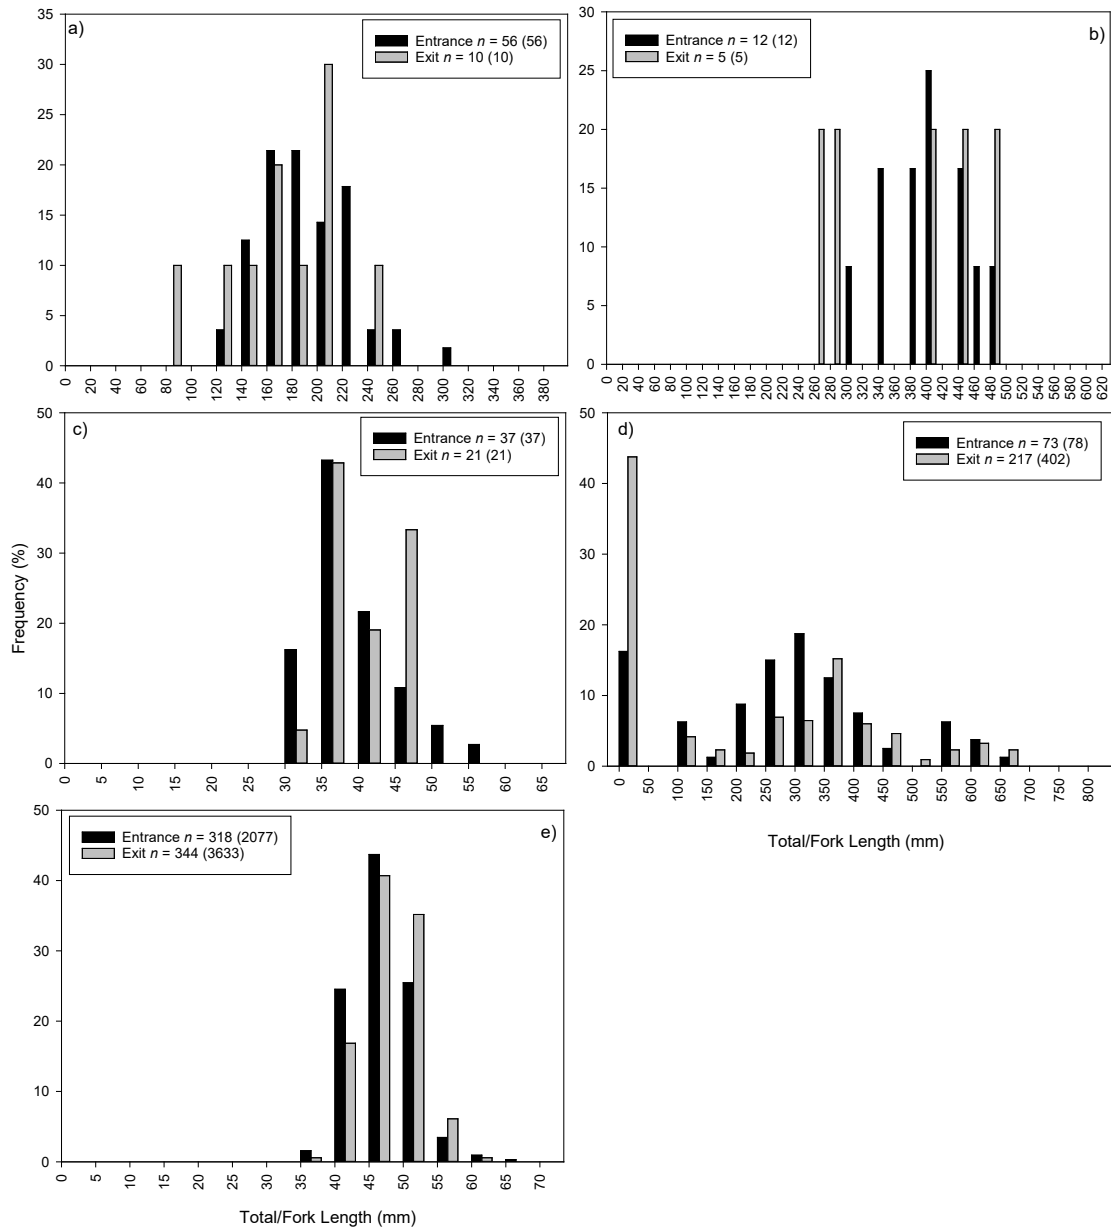 a)
Entrance n = 56 (56)
Exit n = 10 (10)
35
30
25
20
15
10
5
0
0 20 40 60 80 100 120 140 160 180 200 220 240 260 280 300 320 340 360 380
b)
Entrance n = 12 (12)
Exit n = 5 (5)
30
25
20
15
10
5
0
0 20 40 60 80 100 120 140 160 180 200 220 240 260 280 300 320 340 360 380 400 420 440 460 480 500 520 540 560 580 600 620
Frequency (%)
c)
Entrance n = 37 (37)
Exit n = 21 (21)
50
40
30
20
10
0
0 5 10 15 20 25 30 35 40 45 50 55 60 65
d)
Entrance n = 73 (78)
Exit n = 217 (402)
50
40
30
20
10
0
0 50 100 150 200 250 300 350 400 450 500 550 600 650 700 750 800
Total/Fork Length (mm)
e)
Entrance n = 318 (2077)
Exit n = 344 (3633)
50
40
30
20
10
0
0 5 10 15 20 25 30 35 40 45 50 55 60 65 70
Total/Fork Length (mm)